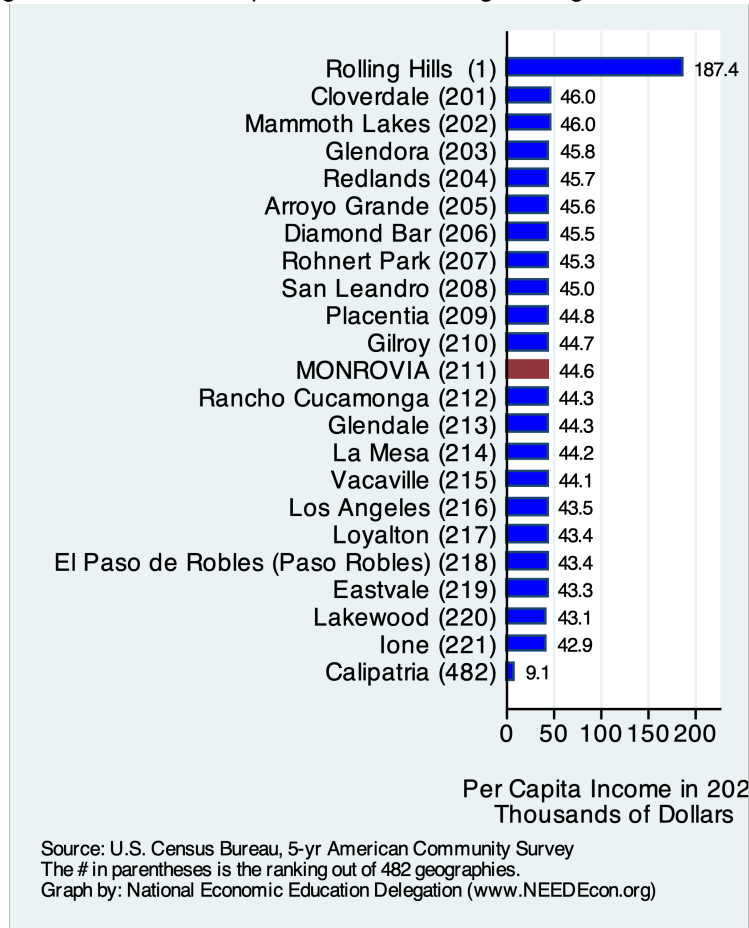 Rolling Hills (1) 187.4
Cloverdale (201) 46.0
Mammoth Lakes (202) 46.0
Glendora (203) 45.8
Redlands (204) 45.7
Arroyo Grande (205) 45.6
Diamond Bar (206) 45.5
Rohnert Park (207) 45.3
San Leandro (208) 45.0
Placentia (209) 44.8
Gilroy (210) 44.7
MONROVIA (211) 44.6
Rancho Cucamonga (212) 44.3
Glendale (213) 44.3
La Mesa (214) 44.2
Vacaville (215) 44.1
Los Angeles (216) 43.5
Loyalton (217) 43.4
El Paso de Robles (Paso Robles) (218) 43.4
Eastvale (219) 43.3
Lakewood (220) 43.1
Ione (221) 42.9
Calipatria (482) 9.1
0 50 100 150 200
Per Capita Income in 202
Thousands of Dollars
Source: U.S. Census Bureau, 5-yr American Community Survey
The # in parentheses is the ranking out of 482 geographies.
Graph by: National Economic Education Delegation (www.NEEDEcon.org)